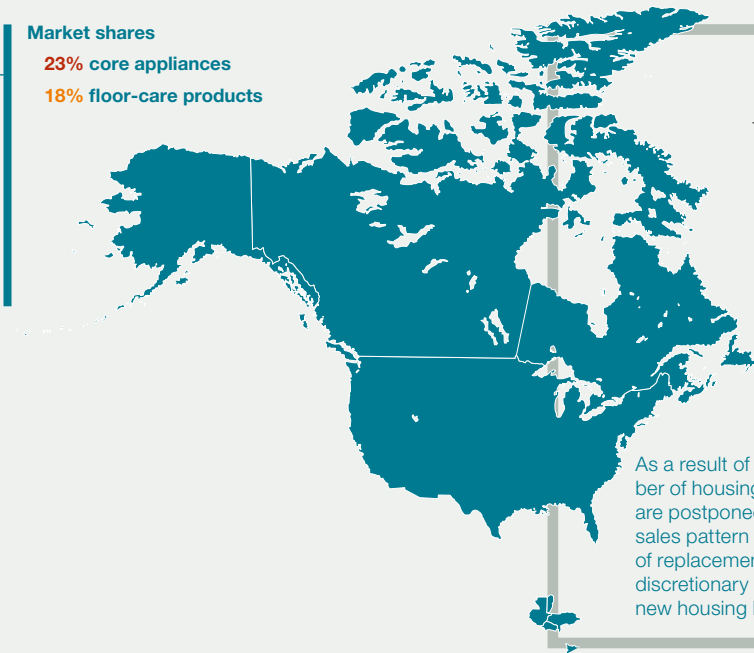 Market shares
23% core appliances
18% floor-care products
As a result of
ber of housing
are postponed
sales pattern
of replacemen
discretionary
new housing